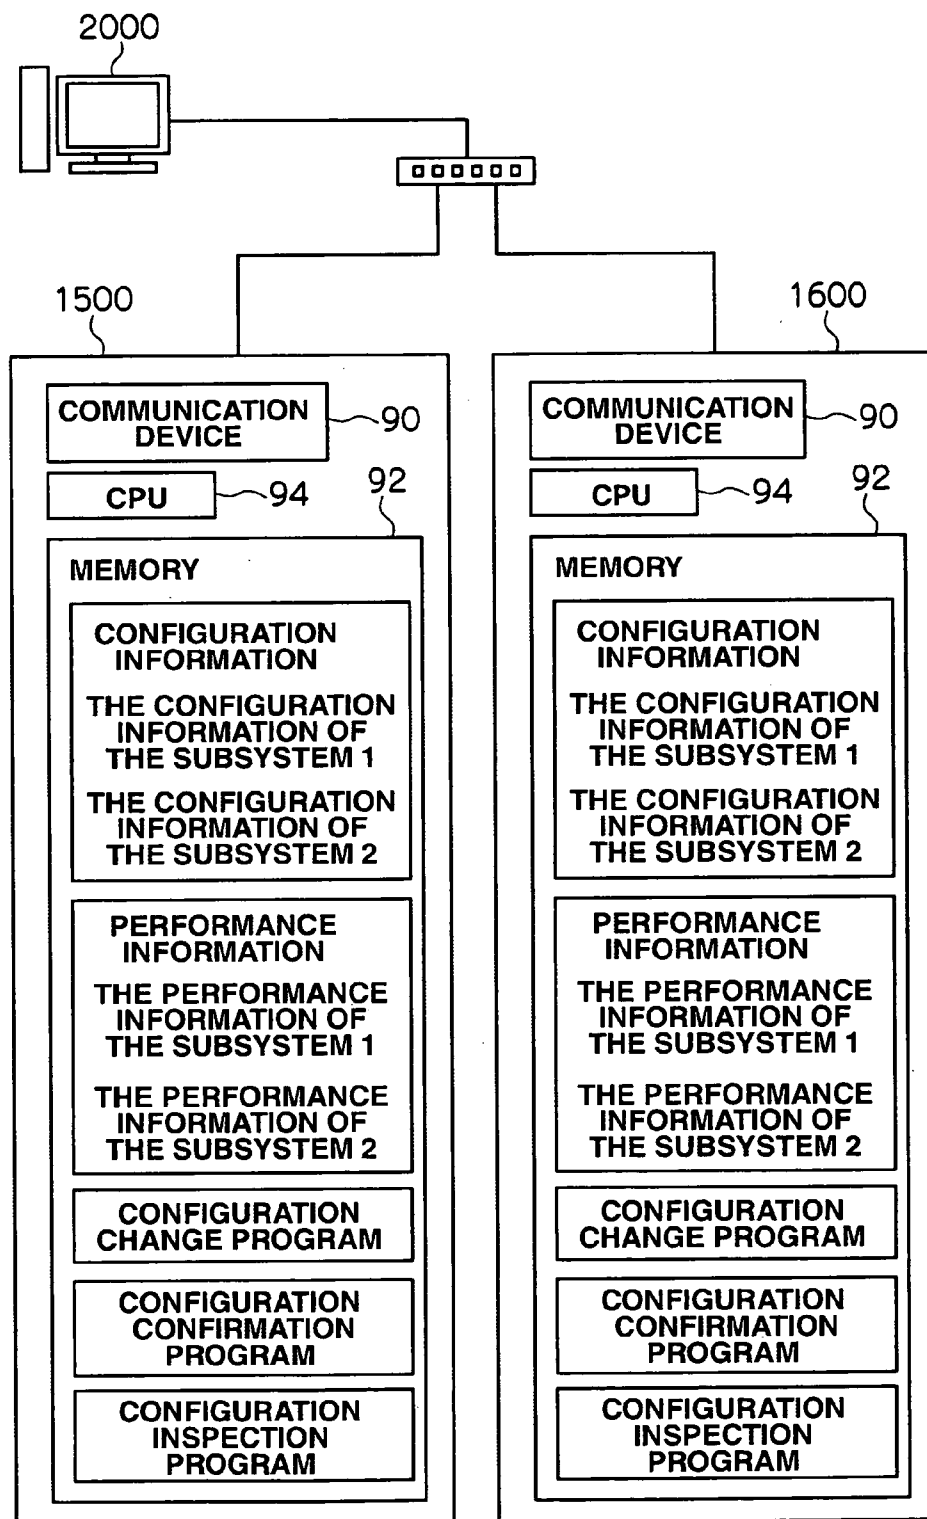 2000
1500
1600
COMMUNICATION
DEVICE
90
CPU
94
92
MEMORY
CONFIGURATION
INFORMATION
THE CONFIGURATION
INFORMATION OF
THE SUBSYSTEM 1
THE CONFIGURATION
INFORMATION OF
THE SUBSYSTEM 2
PERFORMANCE
INFORMATION
THE PERFORMANCE
INFORMATION OF
THE SUBSYSTEM 1
THE PERFORMANCE
INFORMATION OF
THE SUBSYSTEM 2
CONFIGURATION
CHANGE PROGRAM
CONFIGURATION
CONFIRMATION
PROGRAM
CONFIGURATION
INSPECTION
PROGRAM
COMMUNICATION
DEVICE
90
CPU
94
92
MEMORY
CONFIGURATION
INFORMATION
THE CONFIGURATION
INFORMATION OF
THE SUBSYSTEM 1
THE CONFIGURATION
INFORMATION OF
THE SUBSYSTEM 2
PERFORMANCE
INFORMATION
THE PERFORMANCE
INFORMATION OF
THE SUBSYSTEM 1
THE PERFORMANCE
INFORMATION OF
THE SUBSYSTEM 2
CONFIGURATION
CHANGE PROGRAM
CONFIGURATION
CONFIRMATION
PROGRAM
CONFIGURATION
INSPECTION
PROGRAM